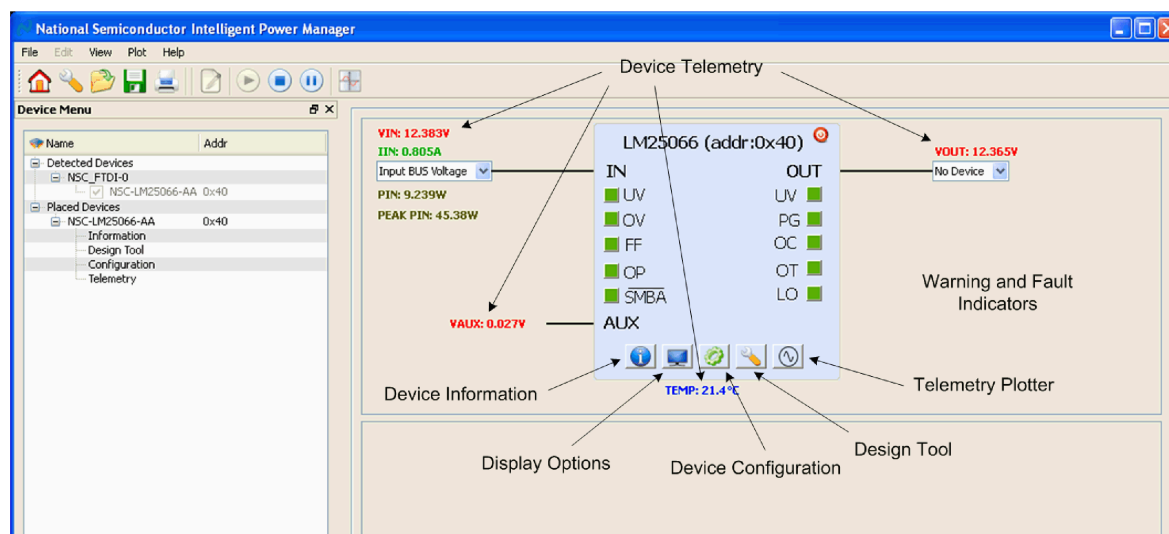 National Semiconductor Intelligent Power Manager
File Edit View Plot Help
Device Menu
Name Addr
Detected Devices
NSC_FTDI-0
NSC-LM25066-AA 0x40
Placed Devices
NSC-LM25066-AA 0x40
Information
Design Tool
Configuration
Telemetry
Device Telemetry
VIN: 12.383V
IIN: 0.805A
Input BUS Voltage
PIN: 9.239W
PEAK PIN: 45.38W
LM25066 (addr:0x40)
IN OUT
UV UV
OV PG
FF OC
OP OT
SMBA LO
AUX
VOUT: 12.365V
No Device
VAUX: 0.027V
Warning and Fault
Indicators
TEMP: 21.4°C
Device Information
Telemetry Plotter
Display Options
Device Configuration
Design Tool